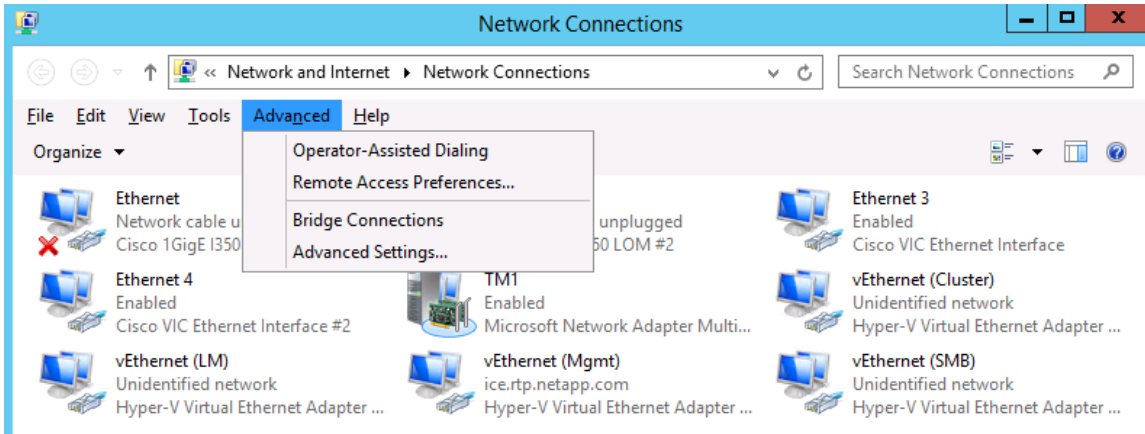 Network Connections
« Network and Internet ▸ Network Connections
Search Network Connections
File Edit View Tools Advanced Help
Organize
Operator-Assisted Dialing
Remote Access Preferences...
Bridge Connections
Advanced Settings...
Ethernet
Network cable u
Cisco 1GigE I350
unplugged
50 LOM #2
Ethernet 3
Enabled
Cisco VIC Ethernet Interface
Ethernet 4
Enabled
Cisco VIC Ethernet Interface #2
TM1
Enabled
Microsoft Network Adapter Multi...
vEthernet (Cluster)
Unidentified network
Hyper-V Virtual Ethernet Adapter ...
vEthernet (LM)
Unidentified network
Hyper-V Virtual Ethernet Adapter ...
vEthernet (Mgmt)
ice.rtp.netapp.com
Hyper-V Virtual Ethernet Adapter ...
vEthernet (SMB)
Unidentified network
Hyper-V Virtual Ethernet Adapter ...